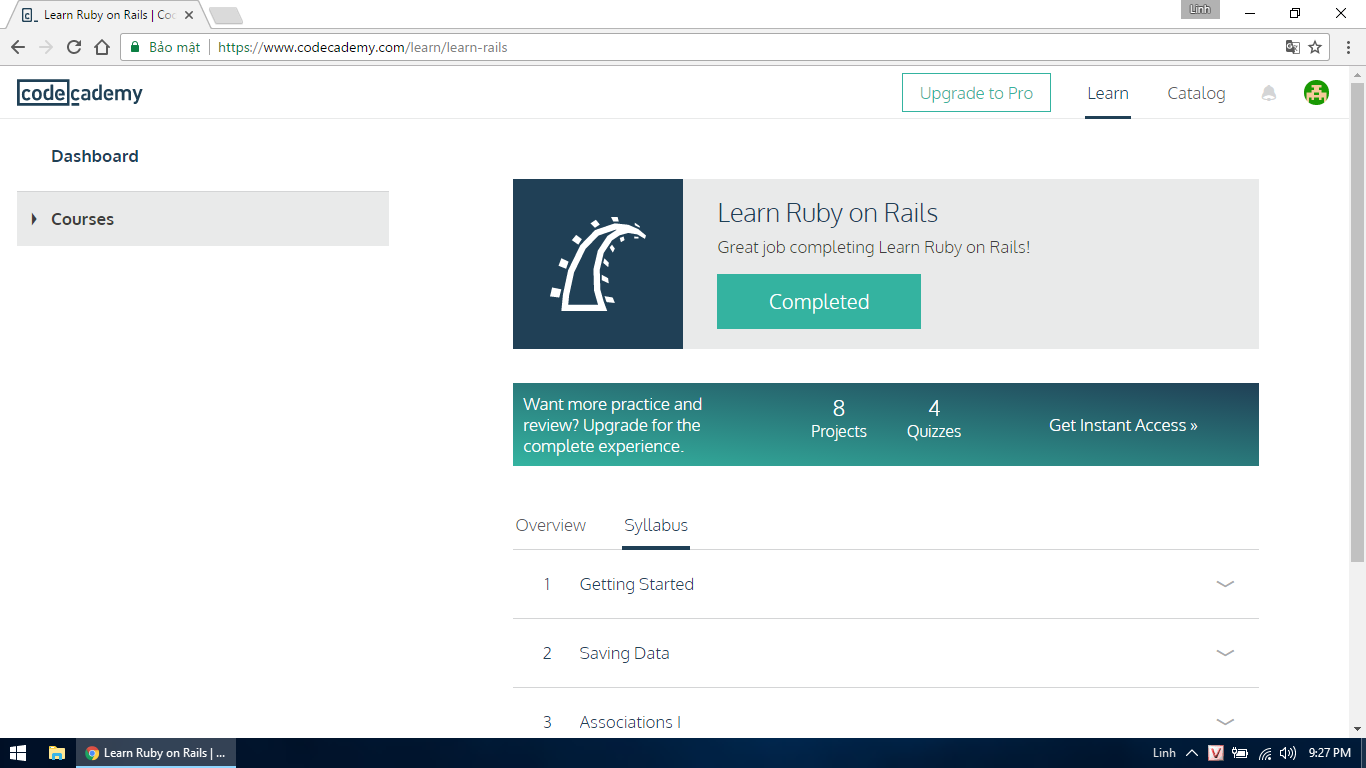 Learn Ruby on Rails | Co
Linh
Bảo mật
https://www.codecademy.com/learn/learn-rails
codecademy
Upgrade to Pro
Learn
Catalog
Dashboard
Courses
Learn Ruby on Rails
Great job completing Learn Ruby on Rails!
Completed
Want more practice and
review? Upgrade for the
complete experience.
8
Projects
4
Quizzes
Get Instant Access »
Overview
Syllabus
1 Getting Started
2 Saving Data
3 Associations I
Learn Ruby on Rails | ...
Linh
V
9:27 PM